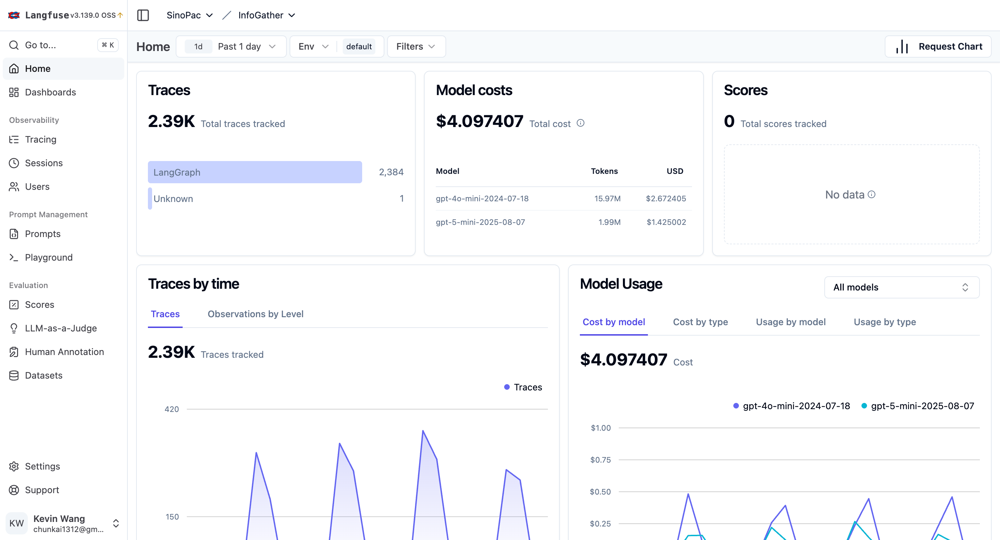 Langfuse v3.139.0 OSS
SinoPac
InfoGather
Go to...
⌘ K
Home
Dashboards
Observability
Tracing
Sessions
Users
Prompt Management
Prompts
Playground
Evaluation
Scores
LLM-as-a-Judge
Human Annotation
Datasets
Settings
Support
KW
Kevin Wang
chunkai1312@gm...
Home
1d Past 1 day
Env default
Filters
Request Chart
Traces
2.39K Total traces tracked
LangGraph 2,384
Unknown 1
Model costs
$4.097407 Total cost
Model Tokens USD
gpt-4o-mini-2024-07-18 15.97M $2.672405
gpt-5-mini-2025-08-07 1.99M $1.425002
Scores
0 Total scores tracked
No data
Traces by time
Traces Observations by Level
2.39K Traces tracked
Traces
420
150
Model Usage
All models
Cost by model Cost by type Usage by model Usage by type
$4.097407 Cost
gpt-4o-mini-2024-07-18 gpt-5-mini-2025-08-07
$1.00
$0.75
$0.50
$0.25